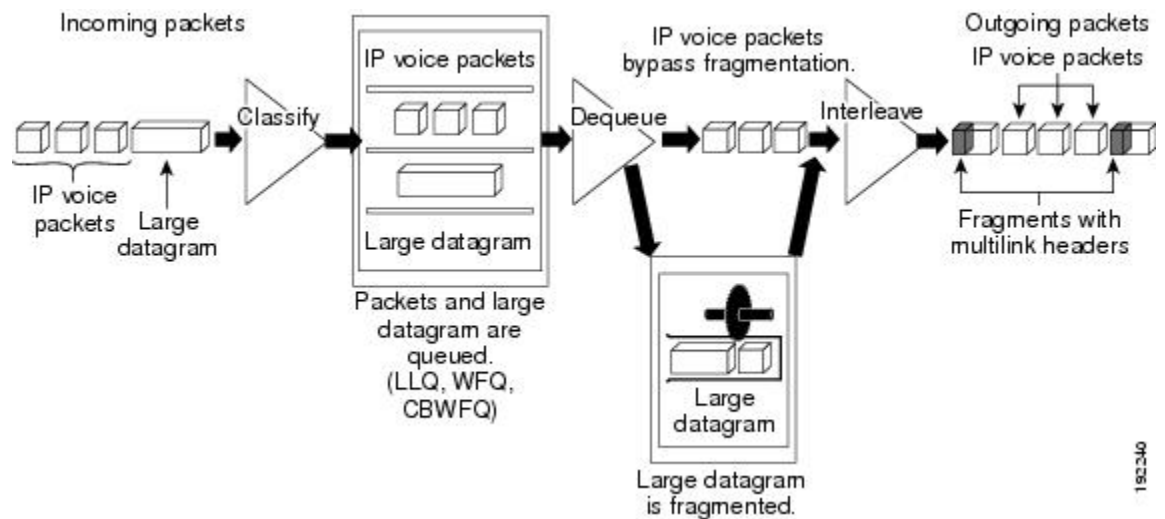 Incoming packets
IP voice
packets
Large
datagram
Classify
IP voice packets
Large datagram
Packets and large
datagram are
queued.
(LLQ, WFQ,
CBWFQ)
Dequeue
IP voice packets
bypass fragmentation.
Large
datagram
Large datagram
is fragmented.
Interleave
Outgoing packets
IP voice packets
Fragments with
multilink headers
192240